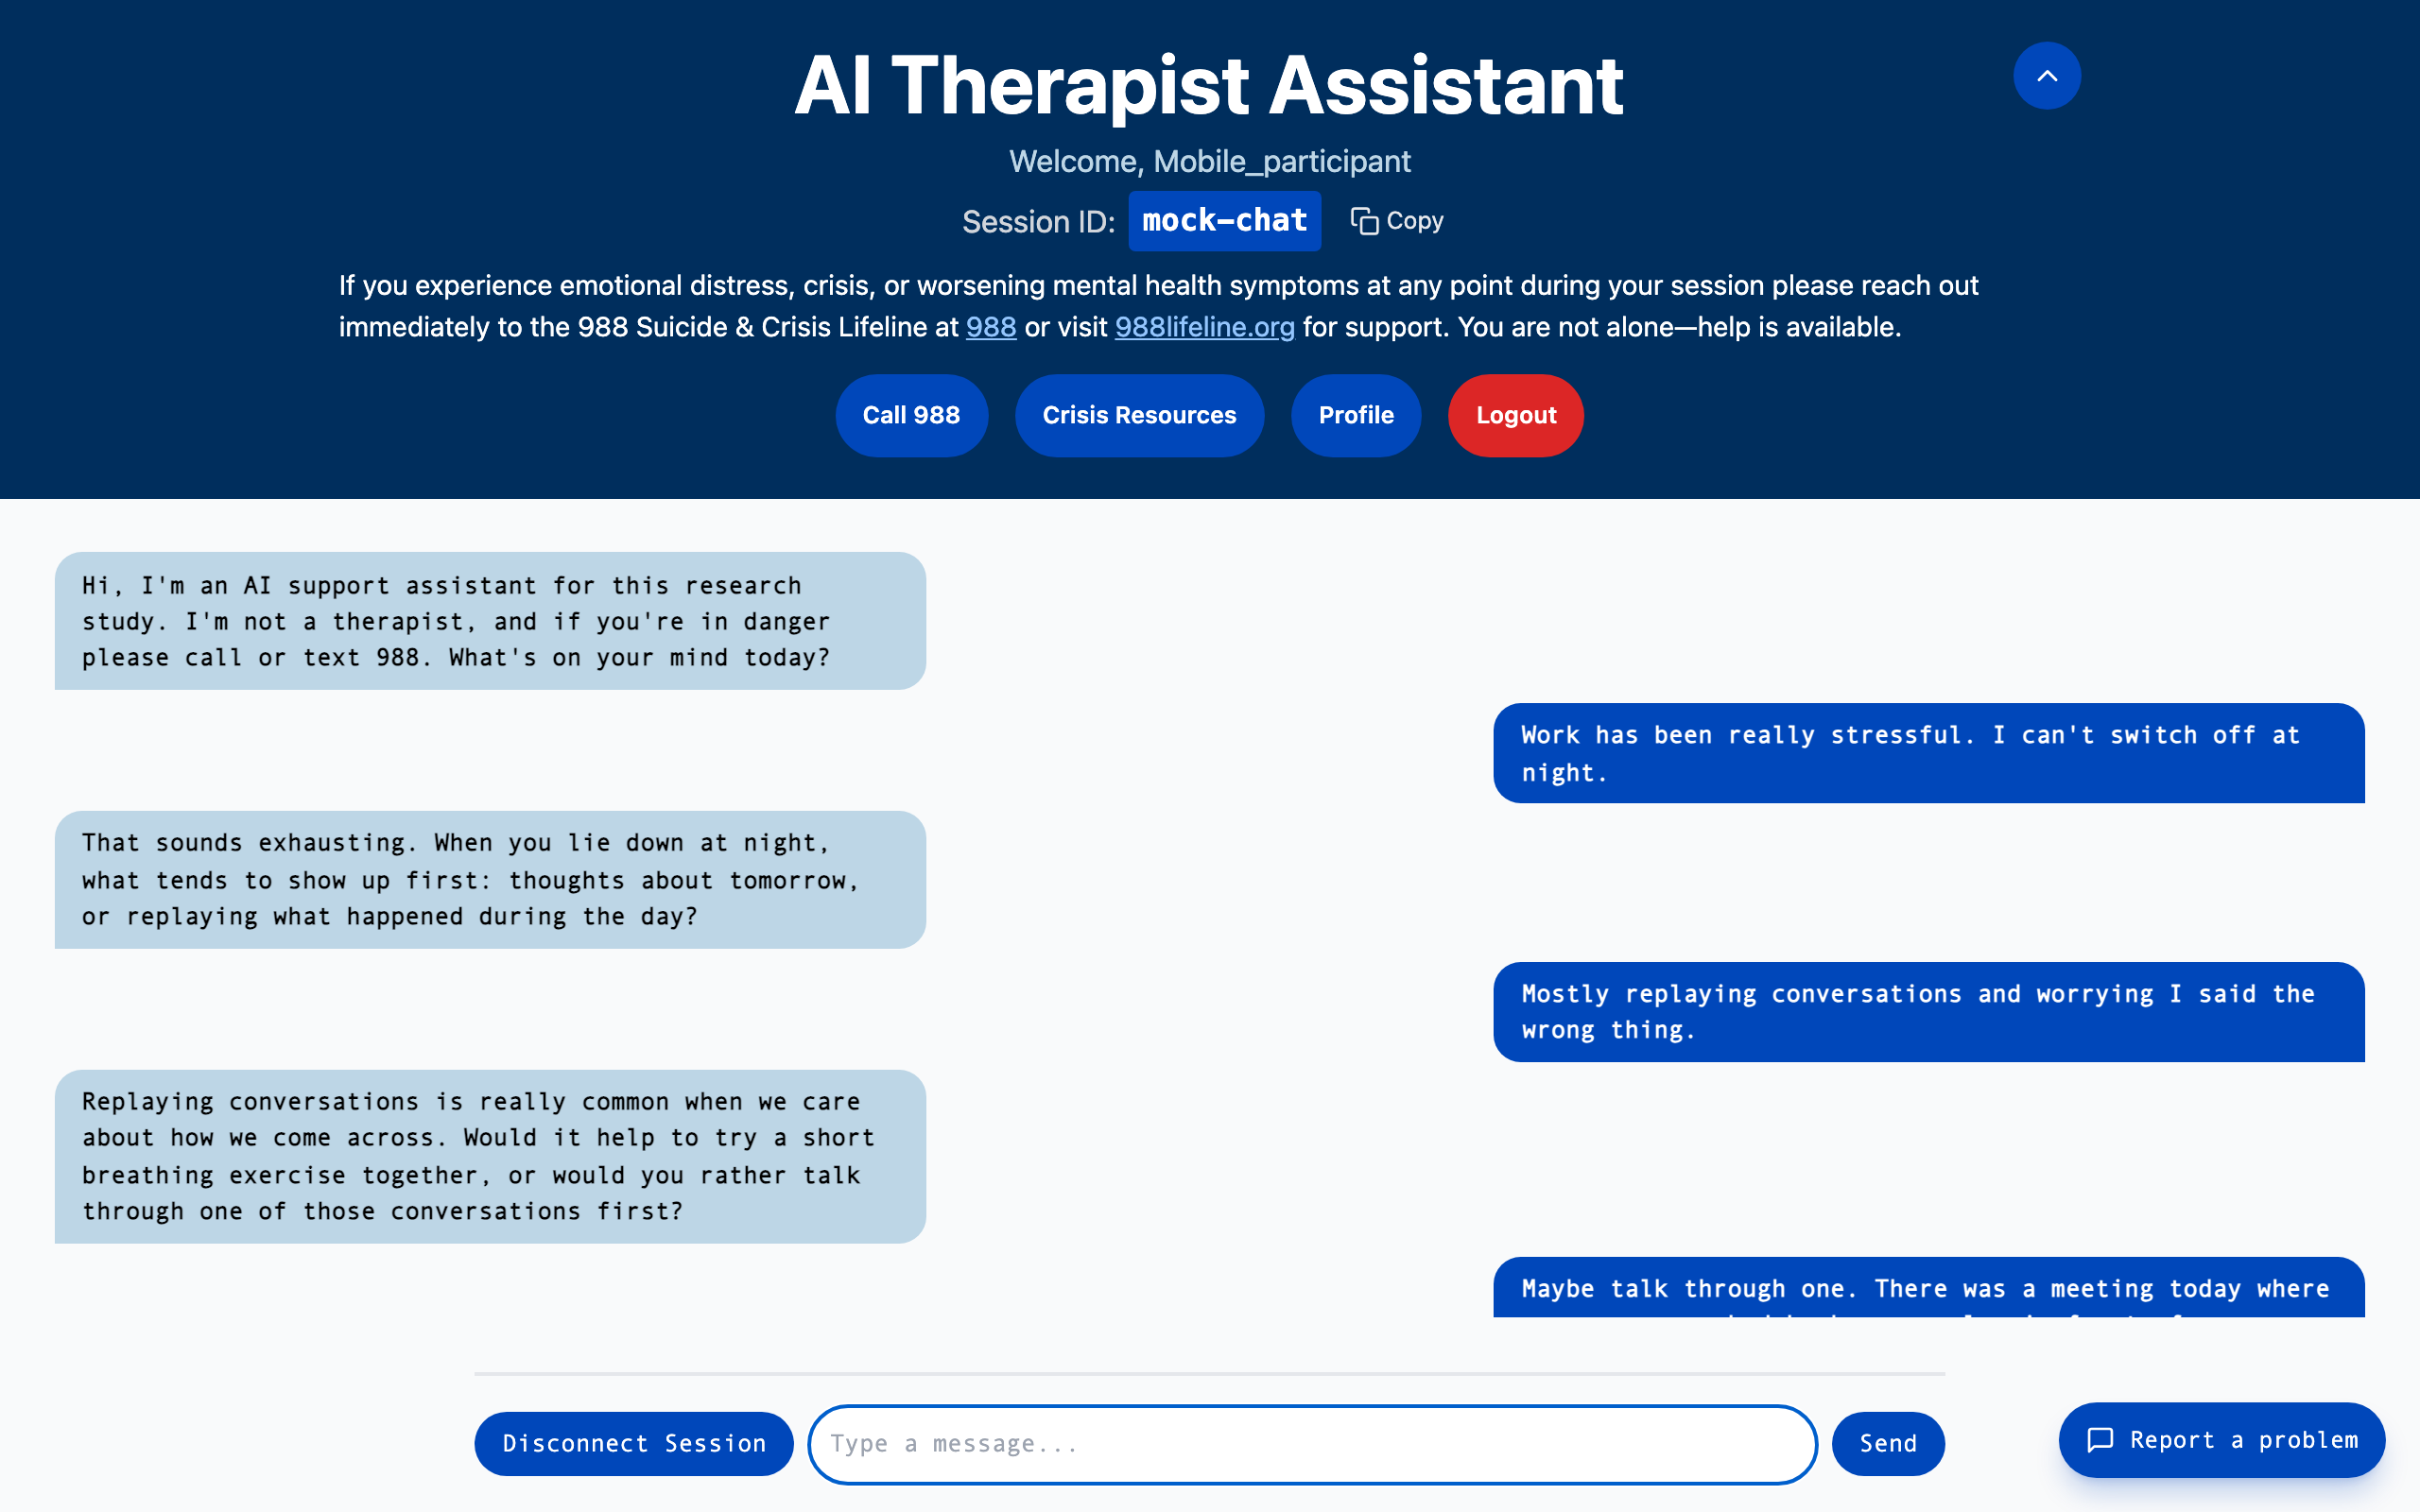 AI Therapist Assistant
Welcome, Mobile_participant
Session ID: mock-chat Copy
If you experience emotional distress, crisis, or worsening mental health symptoms at any point during your session please reach out
immediately to the 988 Suicide & Crisis Lifeline at 988 or visit 988lifeline.org for support. You are not alone—help is available.
Call 988 Crisis Resources Profile Logout
Hi, I'm an AI support assistant for this research
study. I'm not a therapist, and if you're in danger
please call or text 988. What's on your mind today?
Work has been really stressful. I can't switch off at
night.
That sounds exhausting. When you lie down at night,
what tends to show up first: thoughts about tomorrow,
or replaying what happened during the day?
Mostly replaying conversations and worrying I said the
wrong thing.
Replaying conversations is really common when we care
about how we come across. Would it help to try a short
breathing exercise together, or would you rather talk
through one of those conversations first?
Maybe talk through one. There was a meeting today where
Disconnect Session Type a message... Send Report a problem